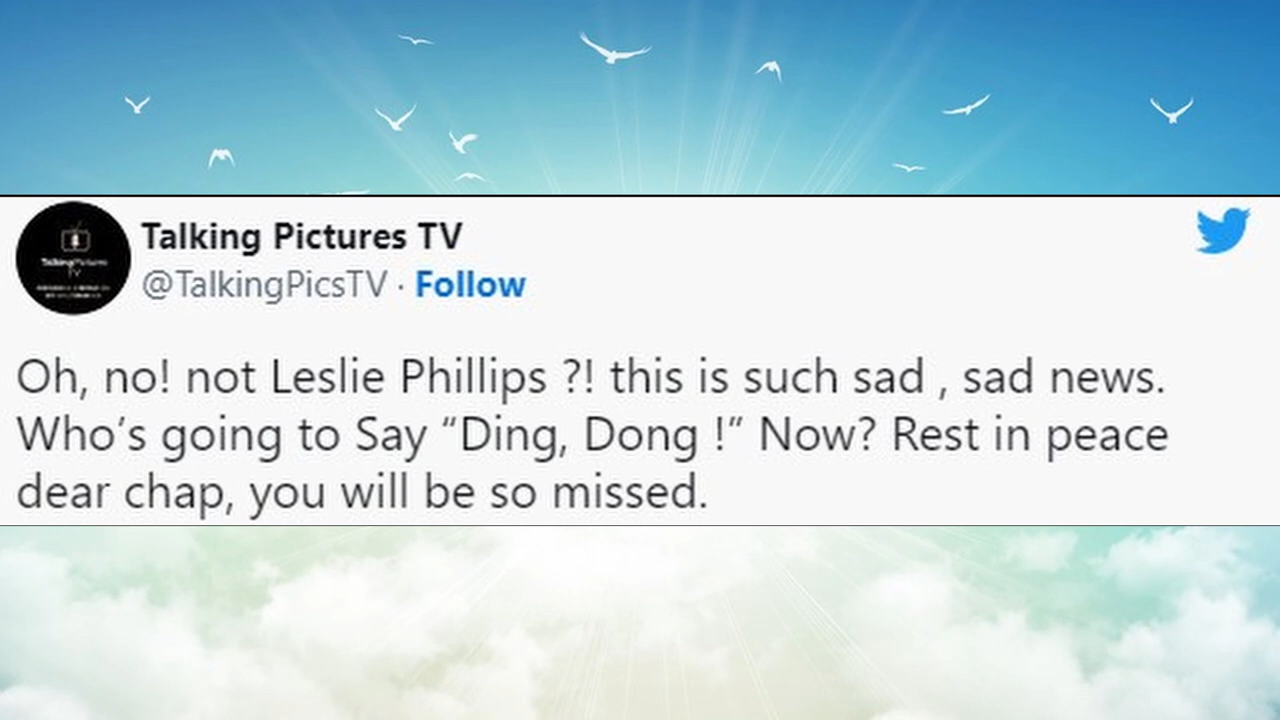 Talking Pictures TV
@TalkingPicsTV · Follow
Oh, no! not Leslie Phillips ?! this is such sad , sad news.
Who’s going to Say “Ding, Dong !” Now? Rest in peace
dear chap, you will be so missed.